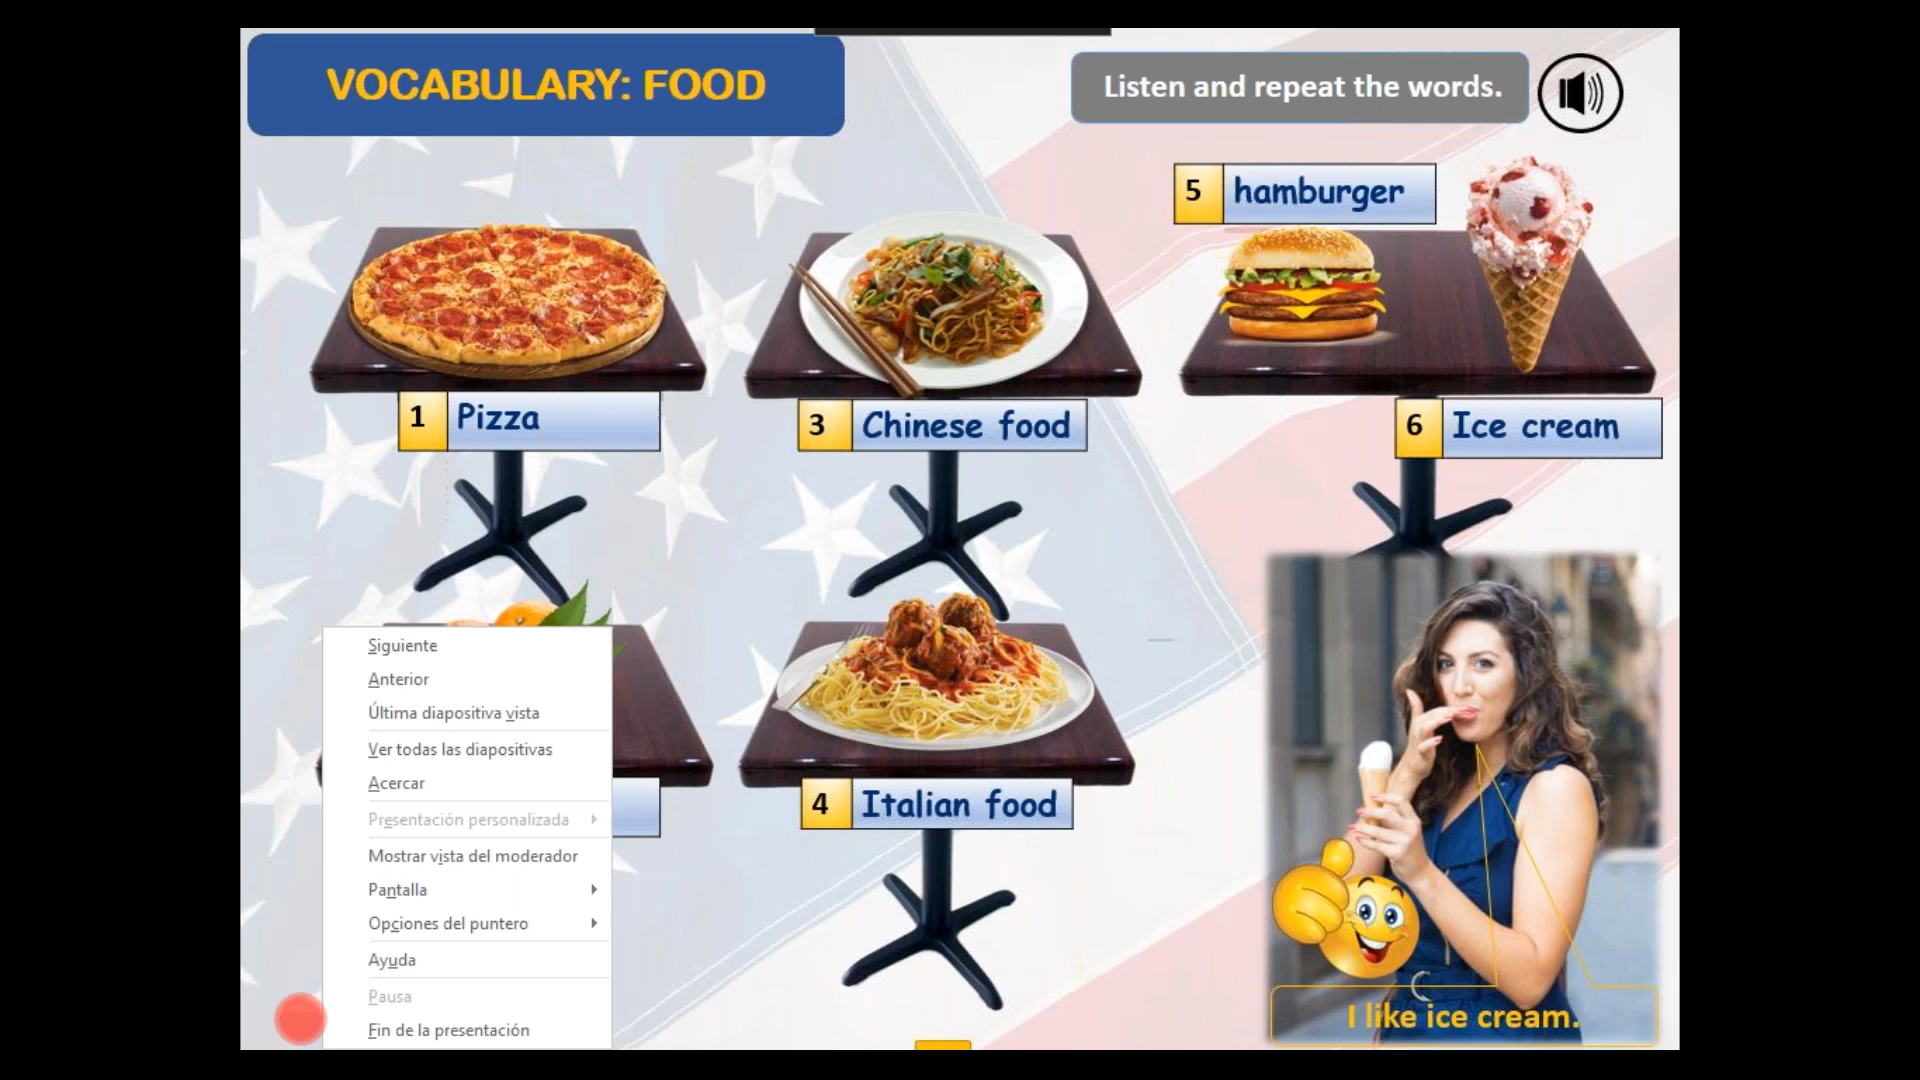 VOCABULARY: FOOD
Listen and repeat the words.
5 hamburger
1 Pizza
3 Chinese food
6 Ice cream
Siguiente
Anterior
Última diapositiva vista
Ver todas las diapositivas
Acercar
Presentación personalizada
Mostrar vista del moderador
Pantalla
Opciones del puntero
Ayuda
Pausa
Fin de la presentación
4 Italian food
I like ice cream.